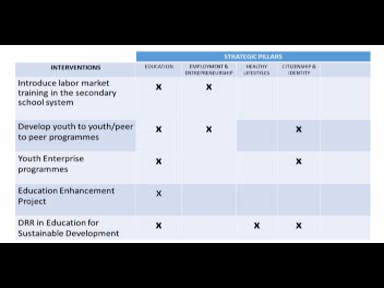 STRATEGIC PILLARS
INTERVENTIONS EDUCATION EMPLOYMENT & ENTREPRENEURSHIP HEALTHY LIFESTYLES CITIZENSHIP & IDENTITY
Introduce labor market X X
training in the secondary
school system
Develop youth to youth/peer X X X
to peer programmes
Youth Enterprise X X
programmes
Education Enhancement X
Project
DRR in Education for X X X
Sustainable Development